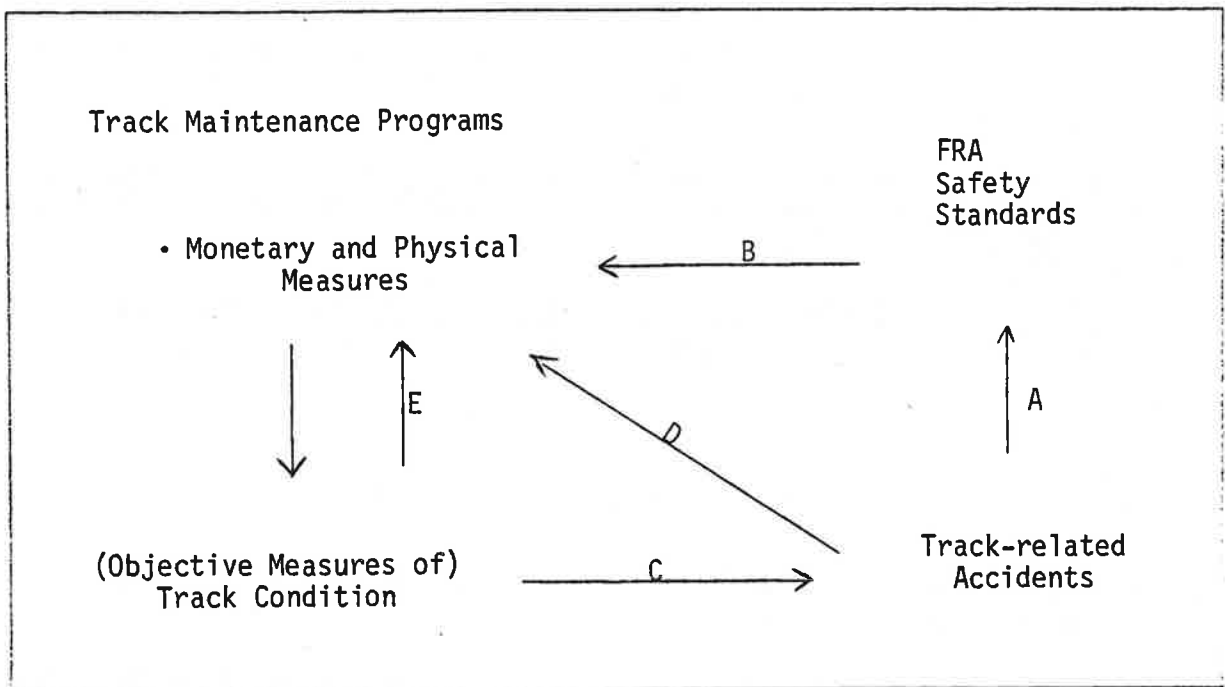 Track Maintenance Programs
FRA
Safety
Standards
• Monetary and Physical
Measures
B
A
E
D
C
(Objective Measures of)
Track Condition
Track-related
Accidents